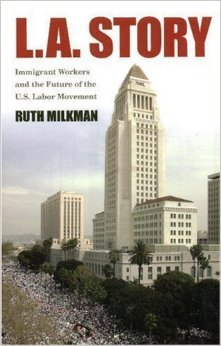 L.A. STORY
Immigrant Workers
and the Future of the
U.S. Labor Movement
RUTH MILKMAN